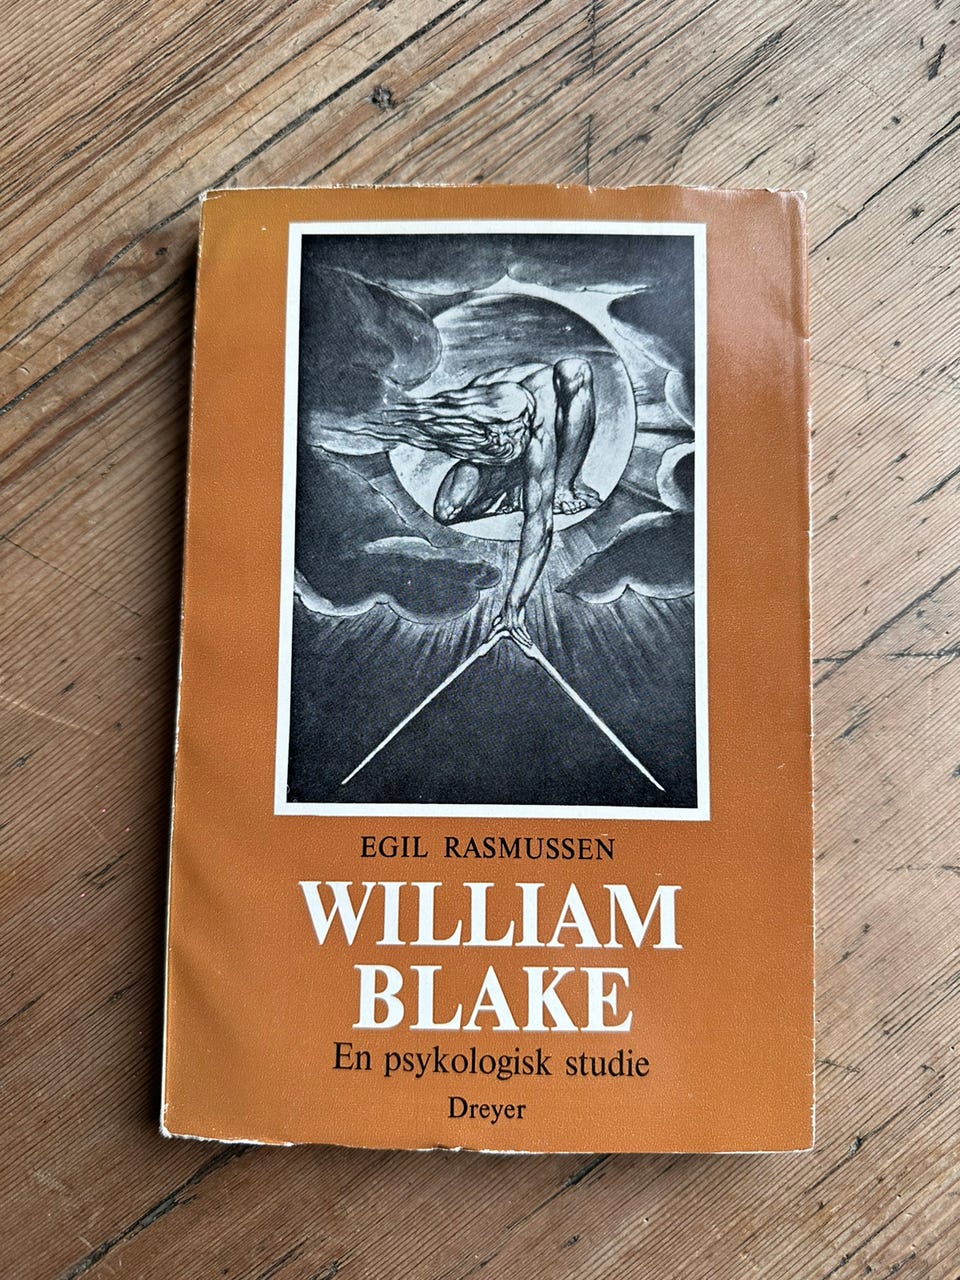 EGIL RASMUSSEN
WILLIAM
BLAKE
En psykologisk studie
Dreyer